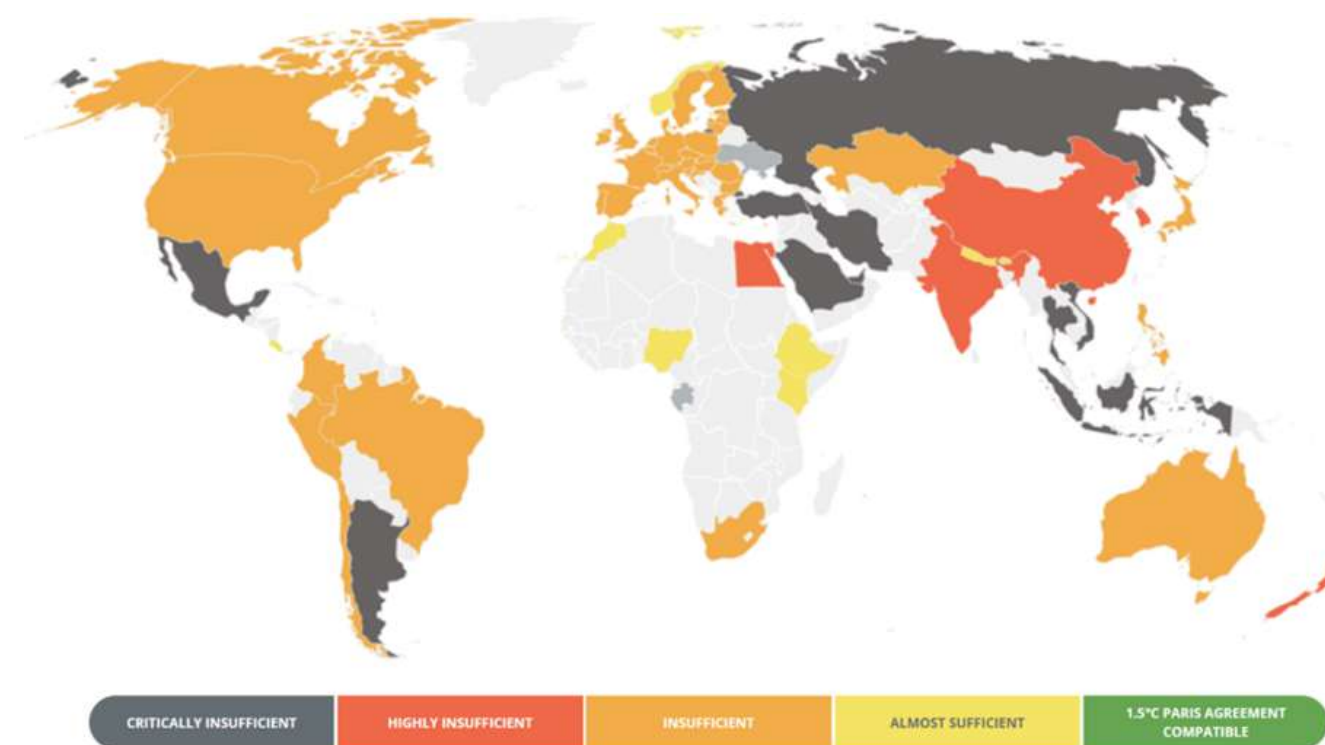 CRITICALLY INSUFFICIENT
HIGHLY INSUFFICIENT
INSUFFICIENT
ALMOST SUFFICIENT
1.5°C PARIS AGREEMENT
COMPATIBLE